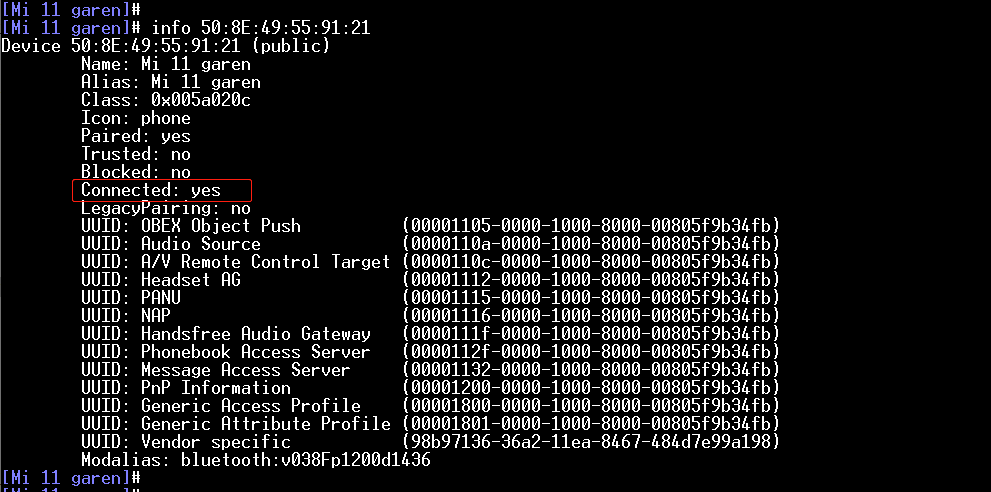 [Mi 11 garen]#
[Mi 11 garen]# info 50:8E:49:55:91:21
Device 50:8E:49:55:91:21 (public)
Name: Mi 11 garen
Alias: Mi 11 garen
Class: 0x005a020c
Icon: phone
Paired: yes
Trusted: no
Blocked: no
Connected: yes
LegacyPairing: no
UUID: OBEX Object Push (00001105-0000-1000-8000-00805f9b34fb)
UUID: Audio Source (0000110a-0000-1000-8000-00805f9b34fb)
UUID: A/V Remote Control Target (0000110c-0000-1000-8000-00805f9b34fb)
UUID: Headset AG (00001112-0000-1000-8000-00805f9b34fb)
UUID: PANU (00001115-0000-1000-8000-00805f9b34fb)
UUID: NAP (00001116-0000-1000-8000-00805f9b34fb)
UUID: Handsfree Audio Gateway (0000111f-0000-1000-8000-00805f9b34fb)
UUID: Phonebook Access Server (0000112f-0000-1000-8000-00805f9b34fb)
UUID: Message Access Server (00001132-0000-1000-8000-00805f9b34fb)
UUID: PnP Information (00001200-0000-1000-8000-00805f9b34fb)
UUID: Generic Access Profile (00001800-0000-1000-8000-00805f9b34fb)
UUID: Generic Attribute Profile (00001801-0000-1000-8000-00805f9b34fb)
UUID: Vendor specific (98b97136-36a2-11ea-8467-484d7e99a198)
Modalias: bluetooth:v038Fp1200d1436
[Mi 11 garen]#
[Mi 11 garen]#